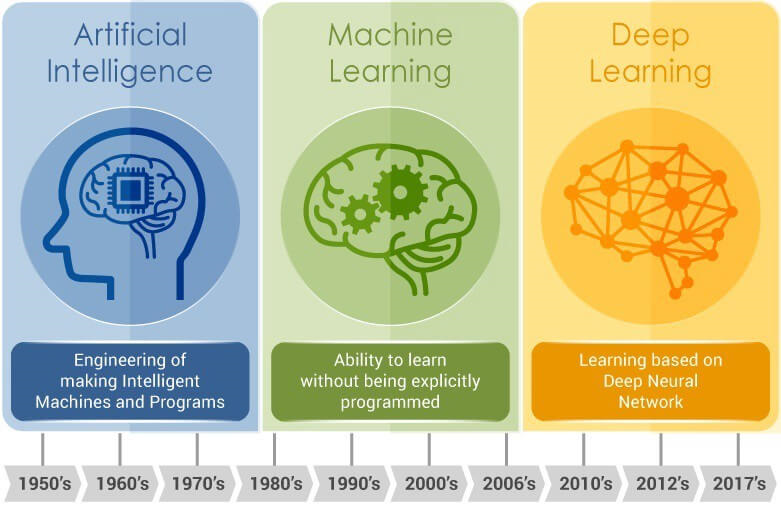 Artificial
Intelligence
Engineering of
making Intelligent
Machines and Programs
Machine
Learning
Ability to learn
without being explicitly
programmed
Deep
Learning
Learning based on
Deep Neural
Network
1950's 1960's 1970's 1980's 1990's 2000's 2006's 2010's 2012's 2017's